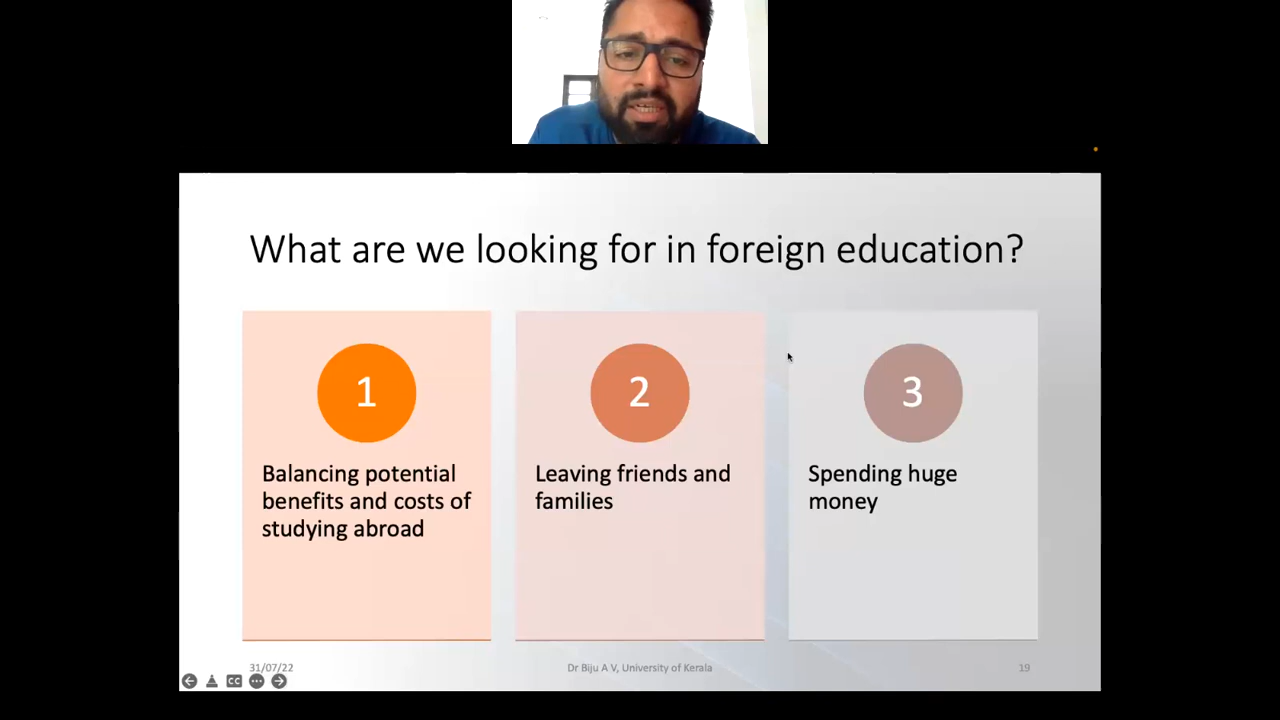 What are we looking for in foreign education?
1
Balancing potential
benefits and costs of
studying abroad
2
Leaving friends and
families
3
Spending huge
money
31/07/22
Dr Biju A V, University of Kerala
19
CC